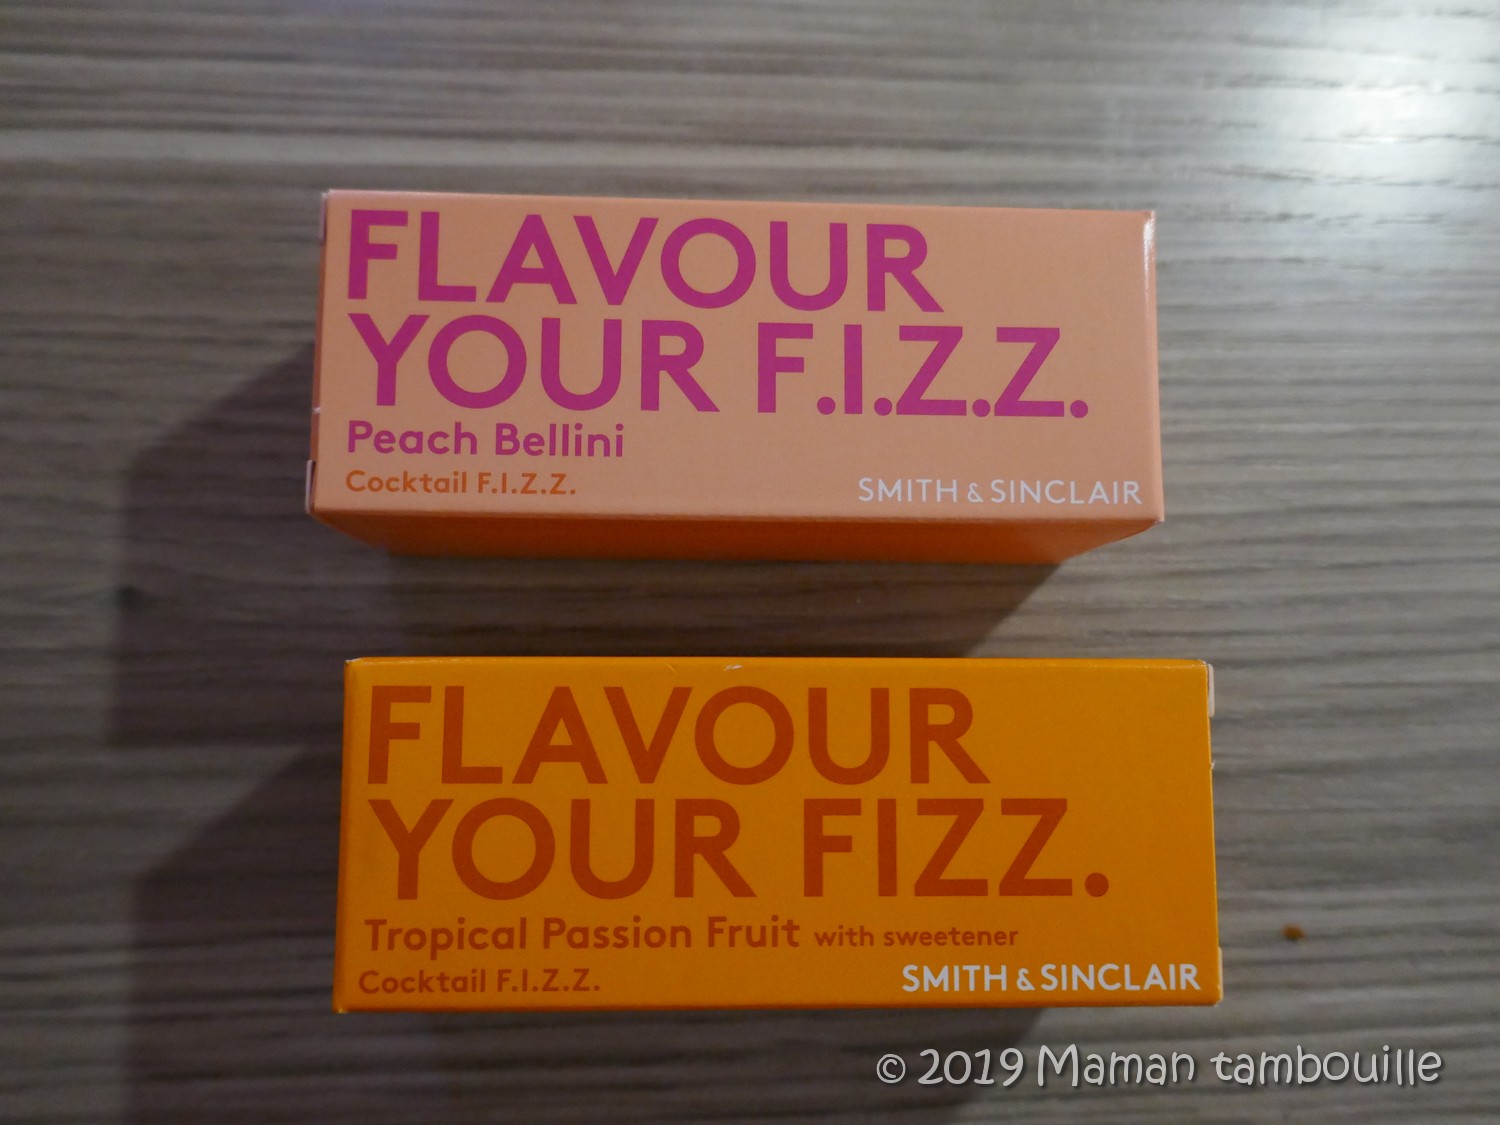 FLAVOUR
YOUR F.I.Z.Z.
Peach Bellini
Cocktail F.I.Z.Z.
SMITH & SINCLAIR
FLAVOUR
YOUR FIZZ.
Tropical Passion Fruit with sweetener
Cocktail F.I.Z.Z.
SMITH & SINCLAIR
© 2019 Maman tambouille